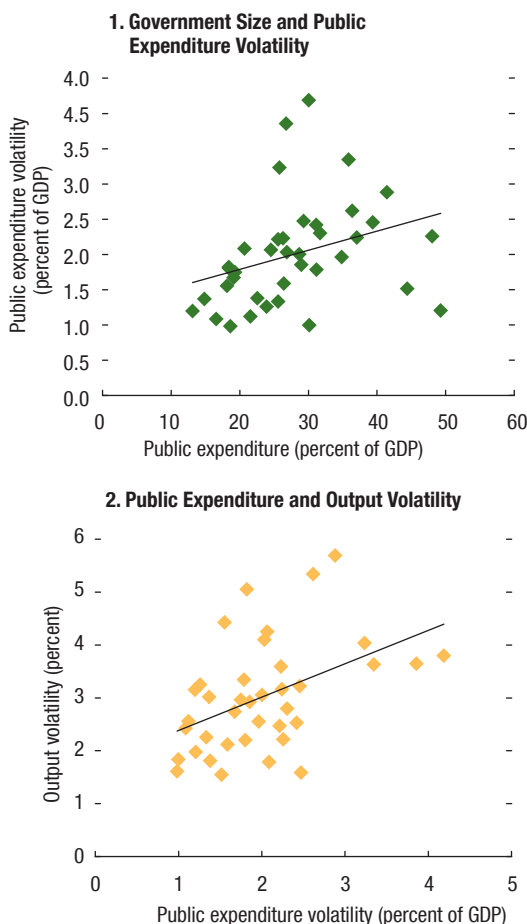 1. Government Size and Public
Expenditure Volatility
Public expenditure volatility
(percent of GDP)
4.0
4.5
3.5
3.0
2.5
2.0
1.5
1.0
0.5
0.0
0 10 20 30 40 50 60
Public expenditure (percent of GDP)
2. Public Expenditure and Output Volatility
Output volatility (percent)
6
5
4
3
2
1
0
0 1 2 3 4 5
Public expenditure volatility (percent of GDP)